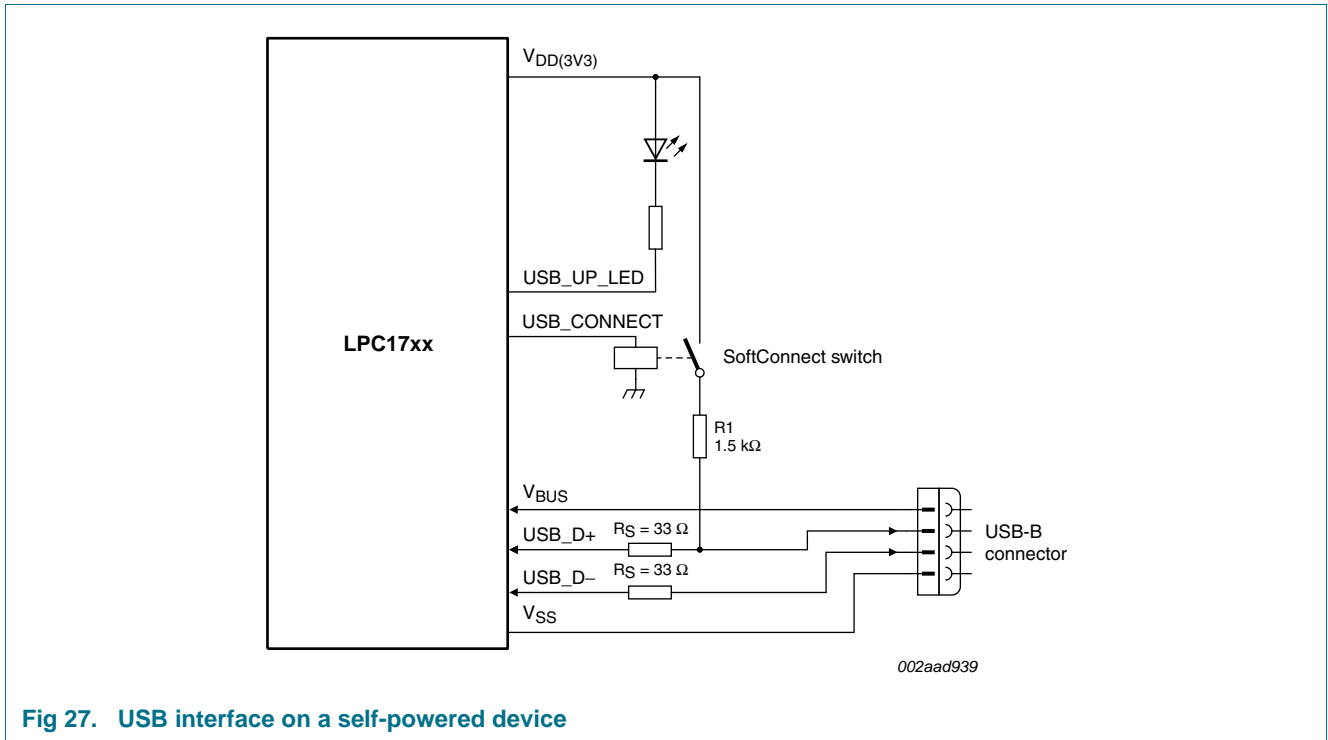 VDD(3V3)
USB_UP_LED
USB_CONNECT
LPC17xx
SoftConnect switch
R1
1.5 kΩ
VBUS
USB_D+
RS = 33 Ω
USB-B
connector
USB_D−
RS = 33 Ω
VSS
002aad939
Fig 27. USB interface on a self-powered device